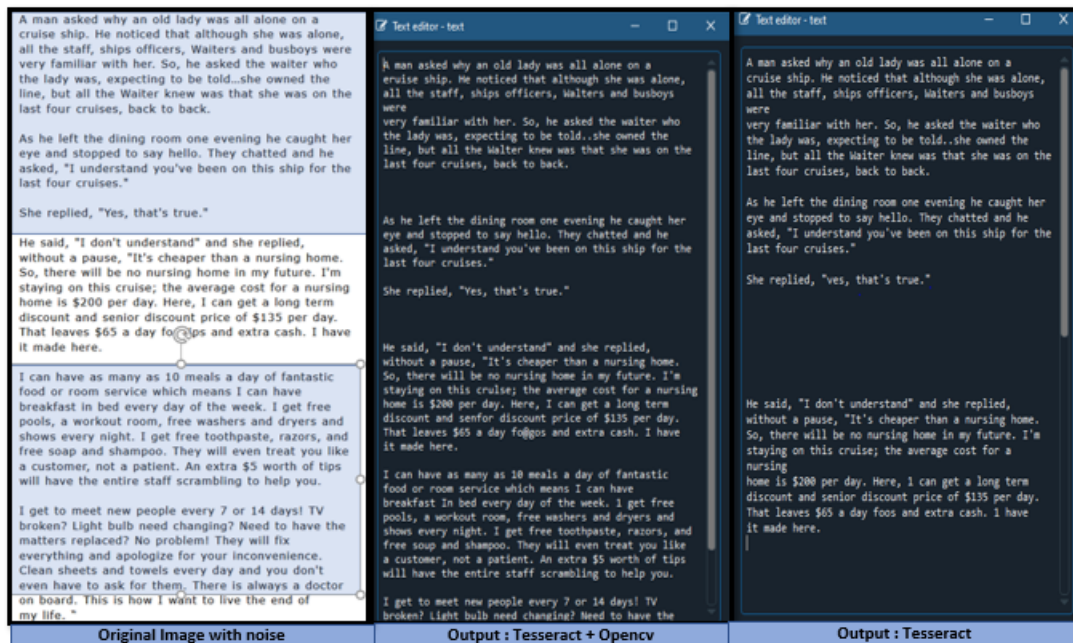 A man asked why an old lady was all alone on a
cruise ship. He noticed that although she was alone,
all the staff, ships officers, Waiters and busboys were
very familiar with her. So, he asked the waiter who
the lady was, expecting to be told...she owned the
line, but all the Waiter knew was that she was on the
last four cruises, back to back.
As he left the dining room one evening he caught her
eye and stopped to say hello. They chatted and he
asked, "I understand you've been on this ship for the
last four cruises."
She replied, "Yes, that's true."
He said, "I don't understand" and she replied,
without a pause, "It's cheaper than a nursing home.
So, there will be no nursing home in my future. I'm
staying on this cruise; the average cost for a nursing
home is $200 per day. Here, I can get a long term
discount and senior discount price of $135 per day.
That leaves $65 a day and extra cash. I have
it made here.
I can have as many as 10 meals a day of fantastic
food or room service which means I can have
breakfast in bed every day of the week. I get free
pools, a workout room, free washers and dryers and
shows every night. I get free toothpaste, razors, and
free soap and shampoo. They will even treat you like
a customer, not a patient. An extra $5 worth of tips
will have the entire staff scrambling to help you.
I get to meet new people every 7 or 14 days! TV
broken? Light bulb need changing? Need to have the
matters replaced? No problem! They will fix
everything and apologize for your inconvenience.
Clean sheets and towels every day and you don't
even have to ask for them. There is always a doctor
on board. This is how I want to live the end of
my life. "
Original Image with noise
Text editor - text
A man asked why an old lady was all alone on a
eruise ship. He noticed that although she was alone,
all the staff, ships officers, Walters and busboys
were
very familiar with her. So, he asked the waiter who
the lady was, expecting to be told..she owned the
line, but all the Walter knew was that she was on the
last four cruises, back to back.
As he left the dining room one evening he caught her
eye and stopped to say hello. They chatted and he
asked, "I understand you've been on this ship for the
last four cruises."
She replied, "Yes, that's true."
He said, "I don't understand" and she replied,
without a pause, "It's cheaper than a nursing home.
So, there will be no nursing home in my future. I'm
staying on this crulse; the average cost for a nursing
home is $200 per day. Here, I can get a long term
discount and senfor discount price of $135 per day.
That leaves $65 a day fo@gos and extra cash. I have
it made here.
I can have as many as 10 meals a day of fantastic
food or room service which means I can have
breakfast In bed every day of the week. 1 get free
pools, a workout room, free washers and dryers and
shows every night. I get free toothpaste, razors, and
free soup and shampoo. They will even treat you like
a customer, not a patient. An extra $5 worth of tips
will have the entire staff scrambling to help you.
I get to meet new people every 7 or 14 days! TV
broken? Light bulb need changing? Need to have the
Output : Tesseract + Opencv
Text editor - text
A man asked why an old lady was all alone on a
cruise ship. He noticed that although she was alone,
all the staff, ships officers, Waiters and busboys
were
very familiar with her. So, he asked the waiter who
the lady was, expecting to be told..she owned the
line, but all the Waiter knew was that she was on the
last four cruises, back to back.
As he left the dining room one evening he caught her
eye and stopped to say hello. They chatted and he
asked, "I understand you've been on this ship for the
last four cruises."
She replied, "ves, that's true."
He said, "I don't understand" and she replied,
without a pause, "It's cheaper than a nursing home.
So, there will be no nursing home in my future. I'm
staying on this cruise; the average cost for a
nursing
home is $200 per day. Here, 1 can get a long term
discount and senior discount price of $135 per day.
That leaves $65 a day foos and extra cash. 1 have
it made here.
Output : Tesseract